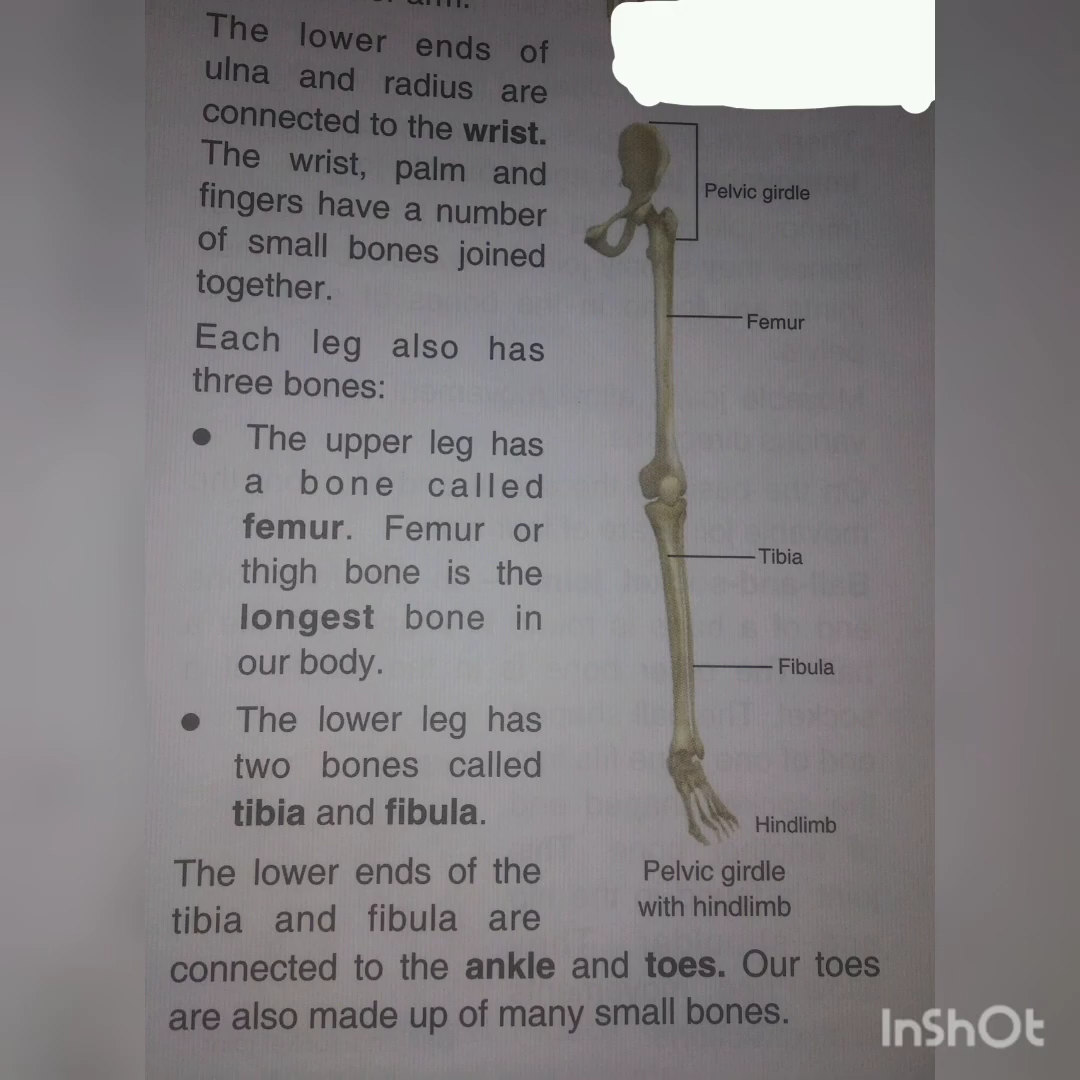 The lower ends of
ulna and radius are
connected to the wrist.
The wrist, palm and
fingers have a number
of small bones joined
together.
Each leg also has
three bones:
● The upper leg has
a bone called
femur. Femur or
thigh bone is the
longest bone in
our body.
● The lower leg has
two bones called
tibia and fibula.
The lower ends of the
tibia and fibula are
connected to the ankle and toes. Our toes
are also made up of many small bones.
Pelvic girdle
Femur
Tibia
Fibula
Hindlimb
Pelvic girdle
with hindlimb
InShOt